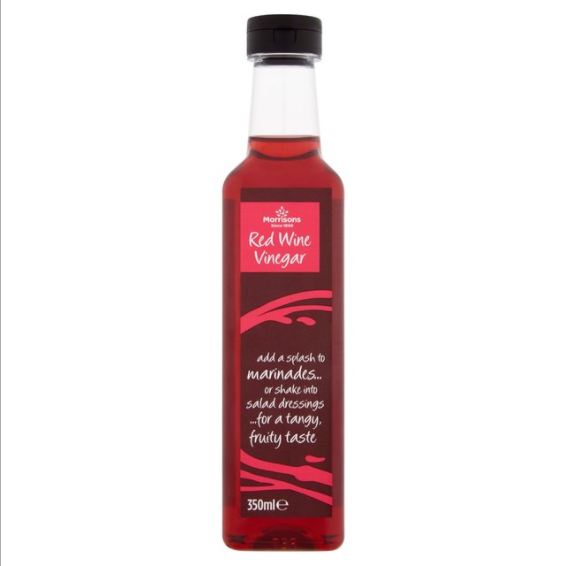 Morrisons
Since 1899
Red Wine
Vinegar
add a splash to
marinades...
or shake into
salad dressings
...for a tangy,
fruity taste
350ml℮